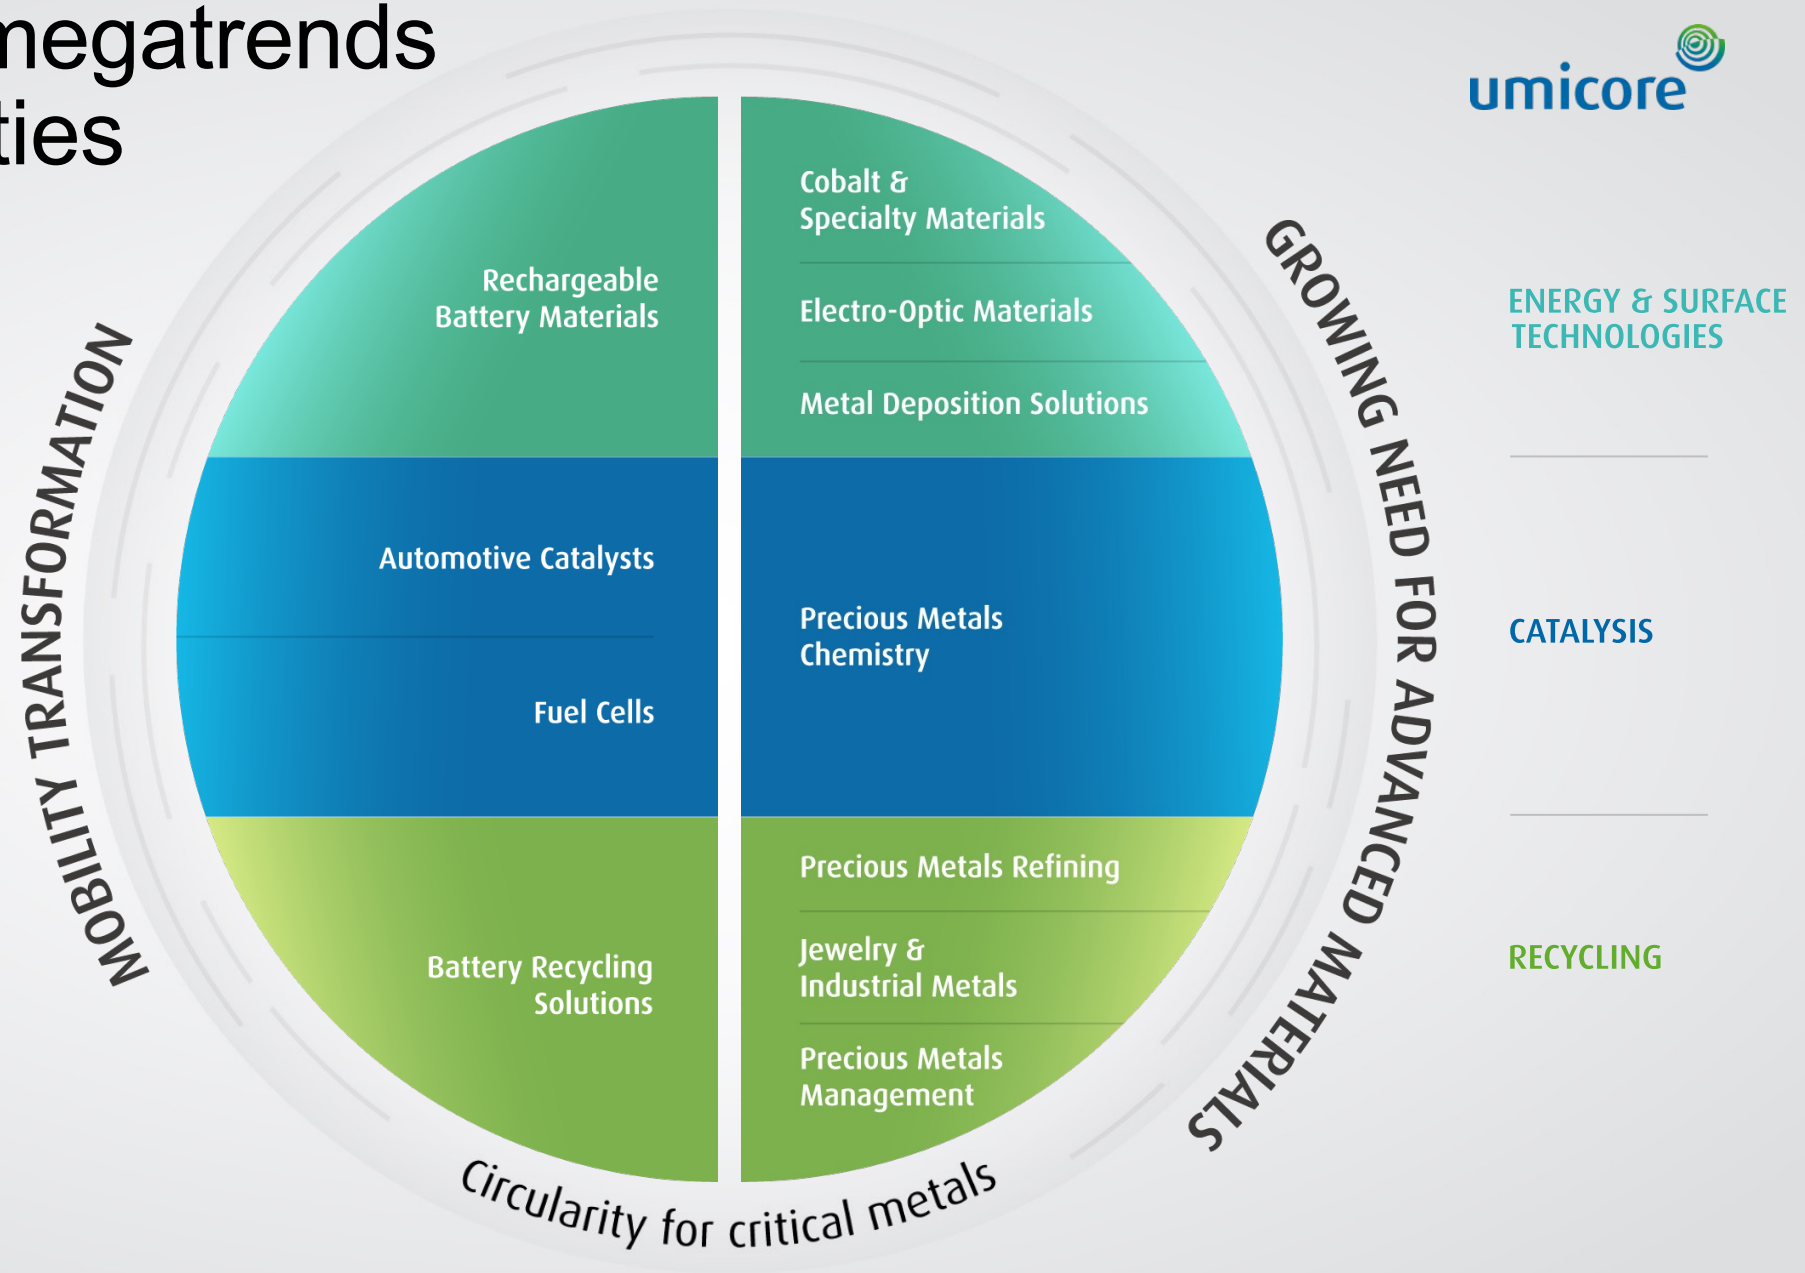 megatrends
ties
umicore
MOBILITY TRANSFORMATION
Rechargeable
Battery Materials
Automotive Catalysts
Fuel Cells
Battery Recycling
Solutions
Cobalt &
Specialty Materials
Electro-Optic Materials
Metal Deposition Solutions
Precious Metals
Chemistry
Precious Metals Refining
Jewelry &
Industrial Metals
Precious Metals
Management
GROWING NEED FOR ADVANCED MATERIALS
Circularity for critical metals
ENERGY & SURFACE
TECHNOLOGIES
CATALYSIS
RECYCLING